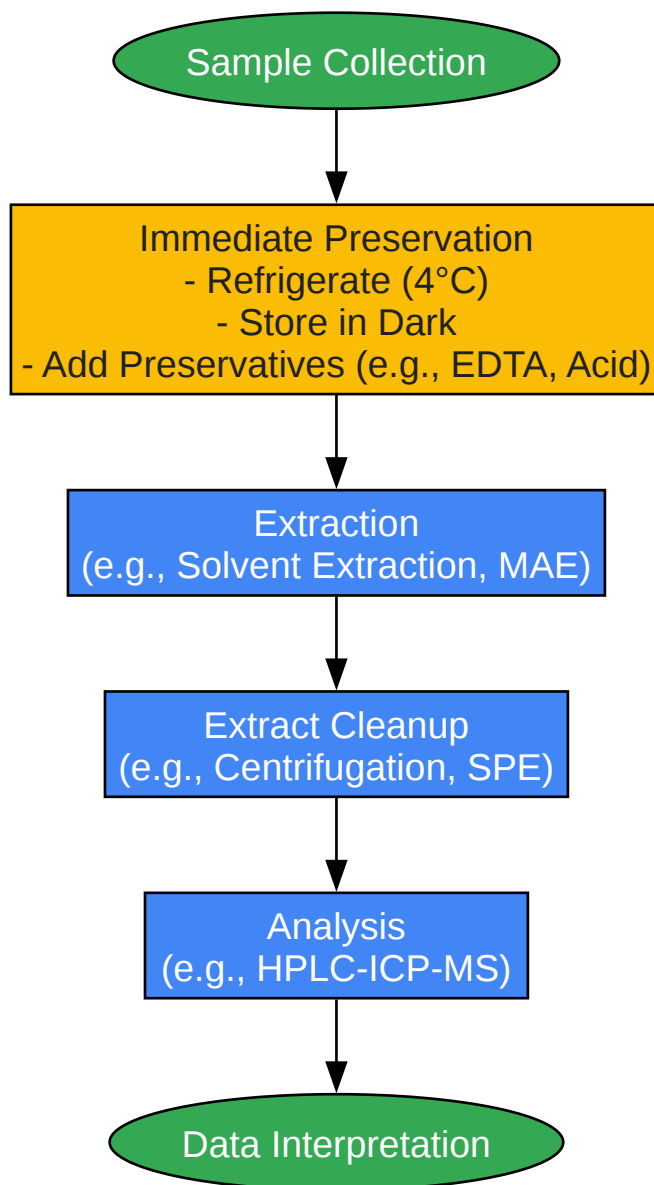 Sample Collection
Immediate Preservation
- Refrigerate (4°C)
- Store in Dark
- Add Preservatives (e.g., EDTA, Acid)
Extraction
(e.g., Solvent Extraction, MAE)
Extract Cleanup
(e.g., Centrifugation, SPE)
Analysis
(e.g., HPLC-ICP-MS)
Data Interpretation